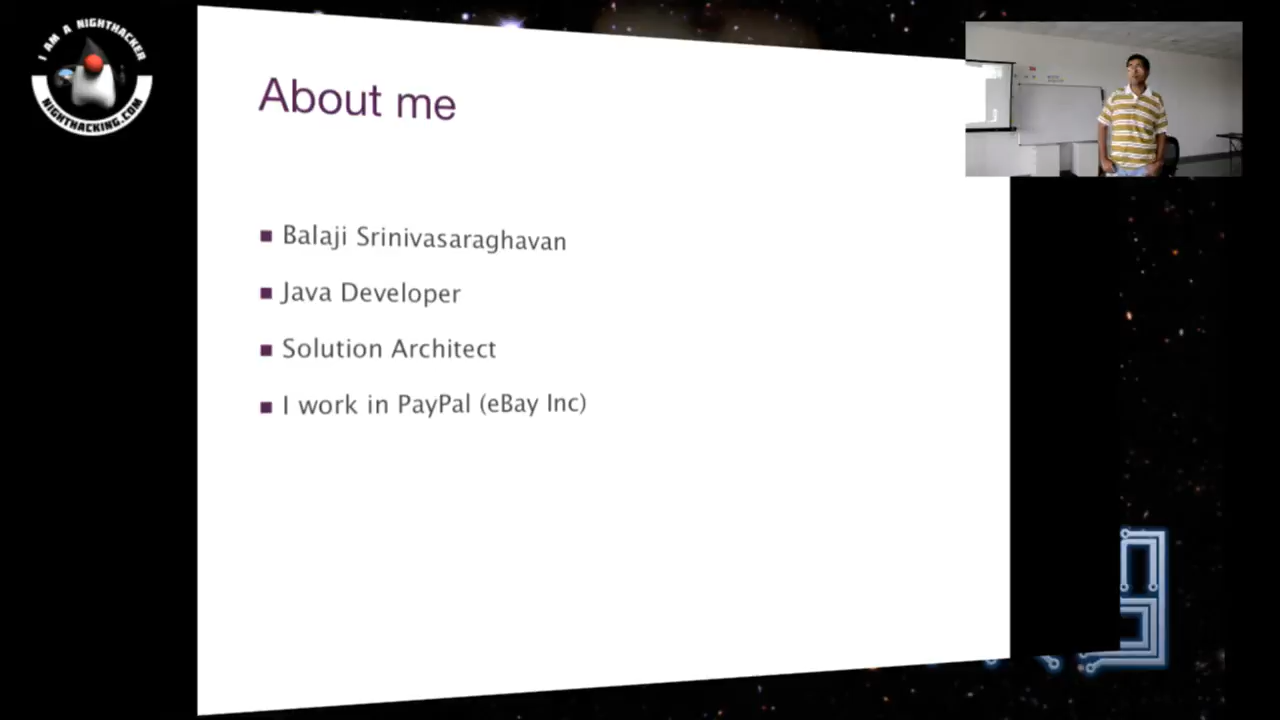 I AM A NIGHTHACKER
NIGHTHACKING.COM
About me
Balaji Srinivasaraghavan
Java Developer
Solution Architect
I work in PayPal (eBay Inc)